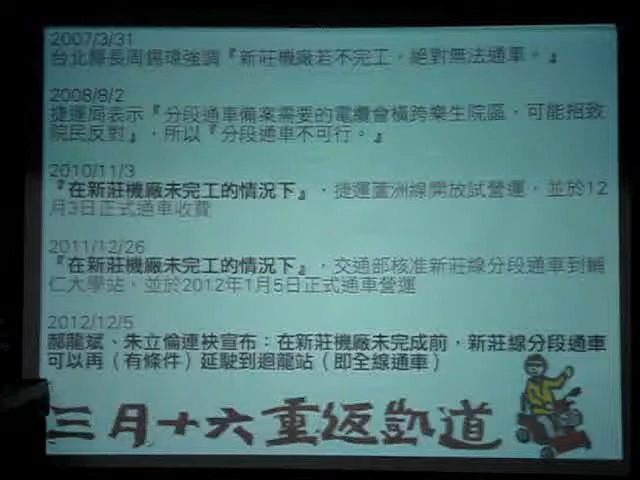 2007/3/31
台北縣長周錫瑋強調『新莊機廠若不完工，絕對無法通車。』
2008/8/2
捷運局表示『分段通車備案需要的電纜會橫跨樂生院區，可能招致
院民反對』，所以『分段通車不可行。』
2010/11/3
『在新莊機廠未完工的情況下』，捷運蘆洲線開放試營運，並於12
月3日正式通車收費
2011/12/26
『在新莊機廠未完工的情況下』，交通部核准新莊線分段通車到輔
仁大學站，並於2012年1月5日正式通車營運
2012/12/5
郝龍斌、朱立倫連袂宣布：在新莊機廠未完成前，新莊線分段通車
可以再（有條件）延駛到迴龍站（即全線通車）
三月十六重返凱道